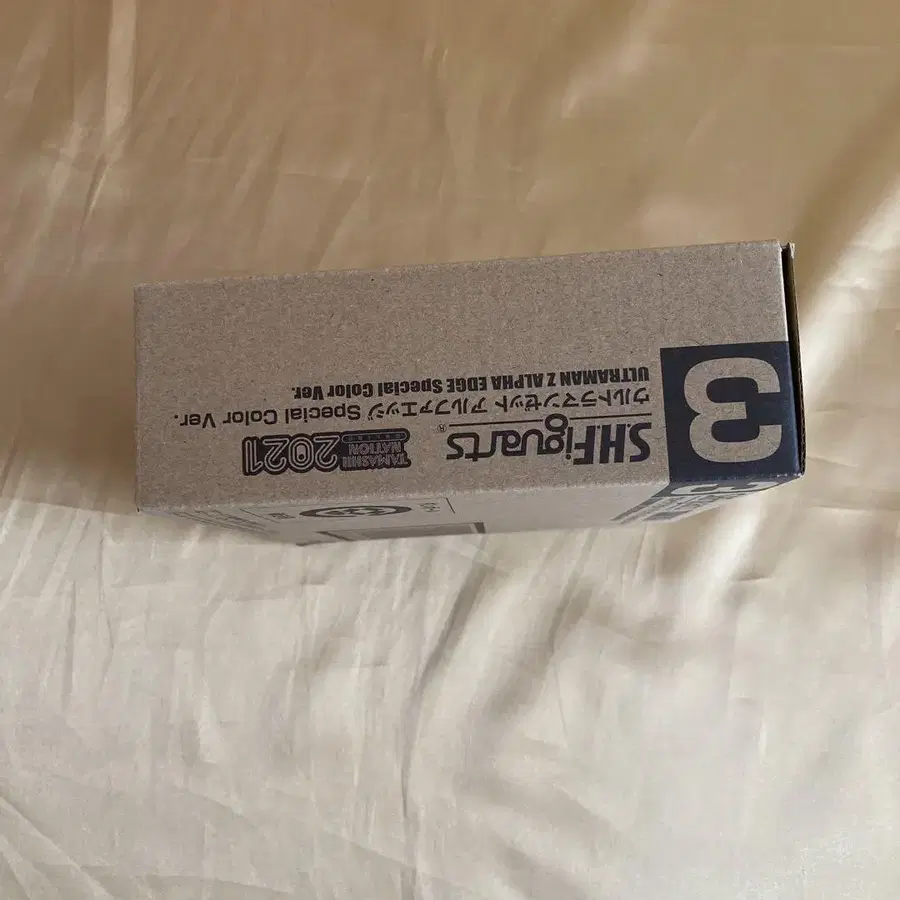 3
S.H.Figuarts®
TAMASHII
NATION
2021
ウルトラマンゼット アルファエッジ Special Color Ver.
ULTRAMAN Z ALPHA EDGE Special Color Ver.